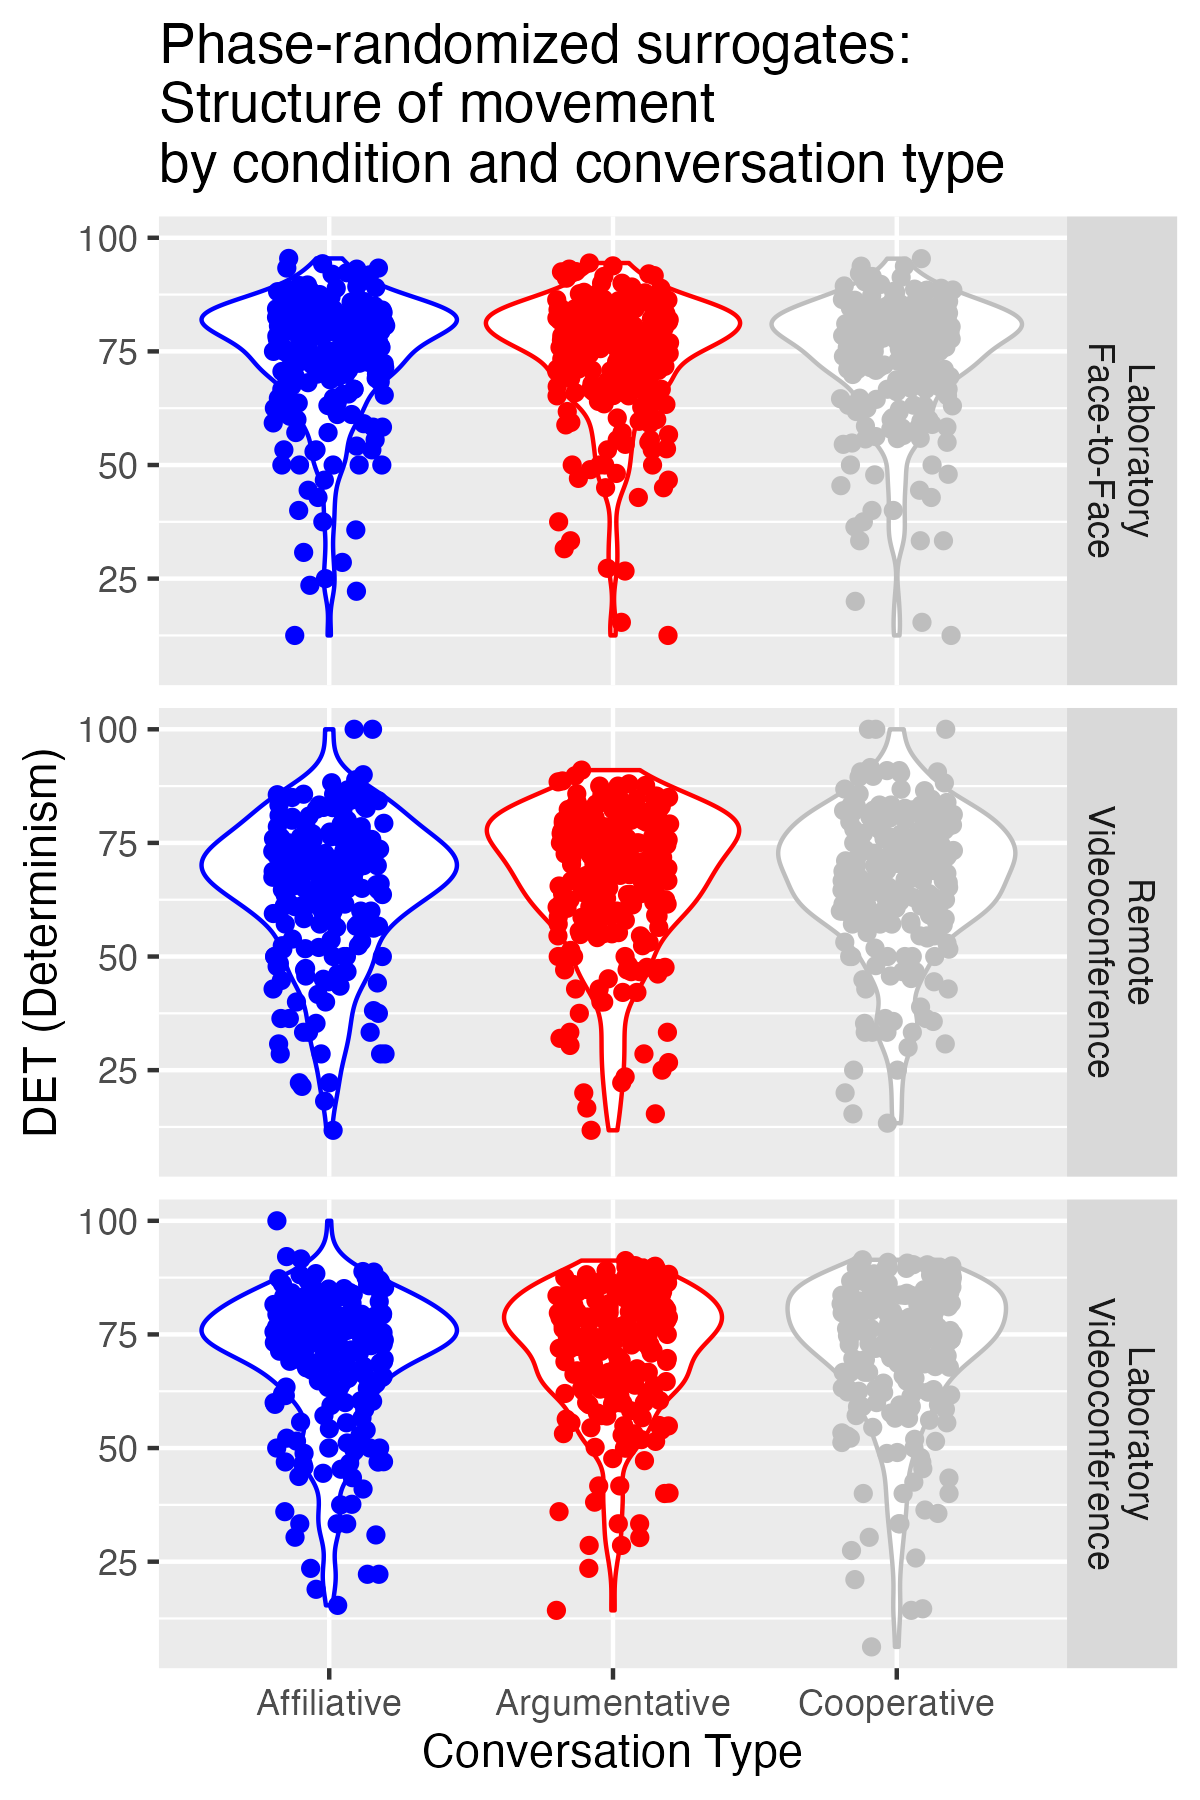 Phase-randomized surrogates:
Structure of movement
by condition and conversation type
DET (Determinism)
100
75
50
25
Laboratory
Face-to-Face
100
75
50
25
Remote
Videoconference
100
75
50
25
Laboratory
Videoconference
Affiliative
Argumentative
Cooperative
Conversation Type